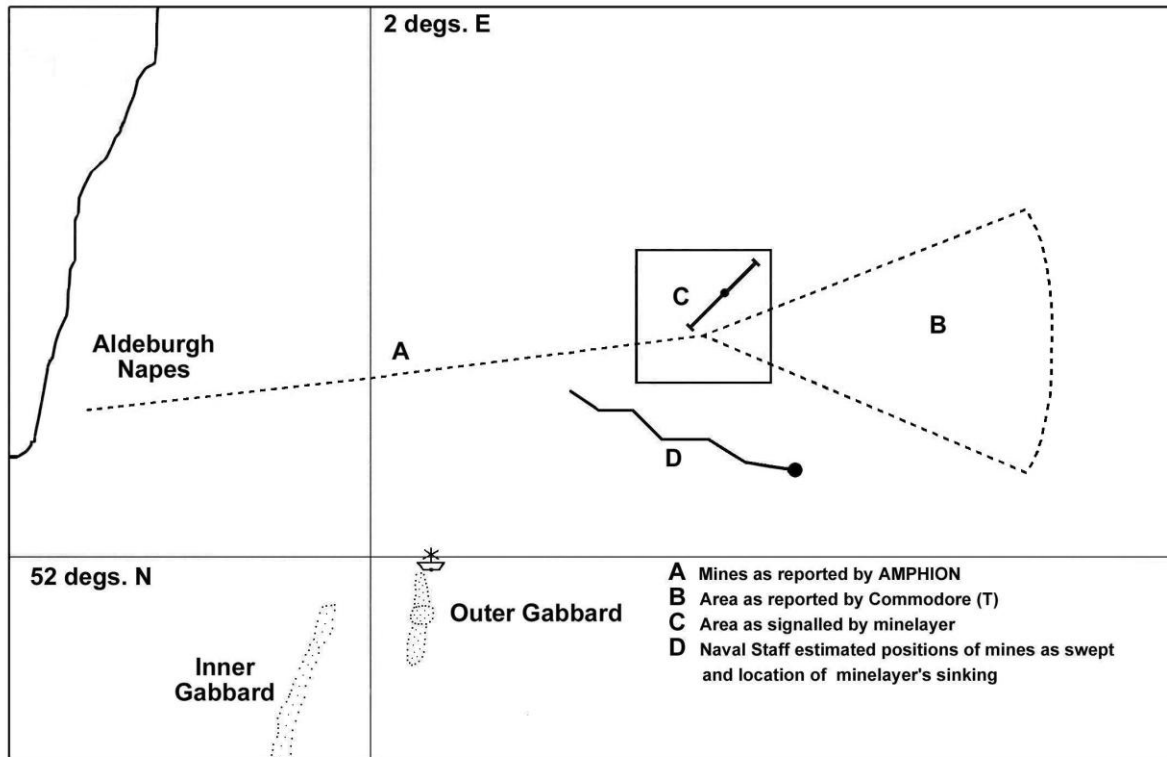 2 degs. E
C
B
Aldeburgh
Napes
A
D
52 degs. N
Outer Gabbard
Inner
Gabbard
A Mines as reported by AMPHION
B Area as reported by Commodore (T)
C Area as signalled by minelayer
D Naval Staff estimated positions of mines as swept
and location of minelayer's sinking